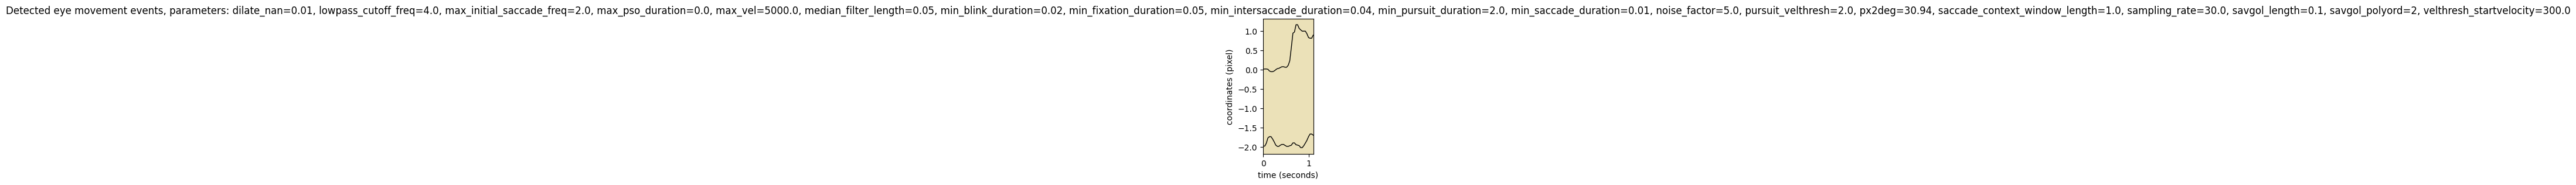 Detected eye movement events, parameters: dilate_nan=0.01, lowpass_cutoff_freq=4.0, max_initial_saccade_freq=2.0, max_pso_duration=0.0, max_vel=5000.0, median_filter_length=0.05, min_blink_duration=0.02, min_fixation_duration=0.05, min_intersaccade_duration=0.04, min_pursuit_duration=2.0, min_saccade_duration=0.01, noise_factor=5.0, pursuit_velthresh=2.0, px2deg=30.94, saccade_context_window_length=1.0, sampling_rate=30.0, savgol_length=0.1, savgol_polyord=2, velthresh_startvelocity=300.0
coordinates (pixel)
1.0
0.5
0.0
−0.5
−1.0
−1.5
−2.0
0 1
time (seconds)